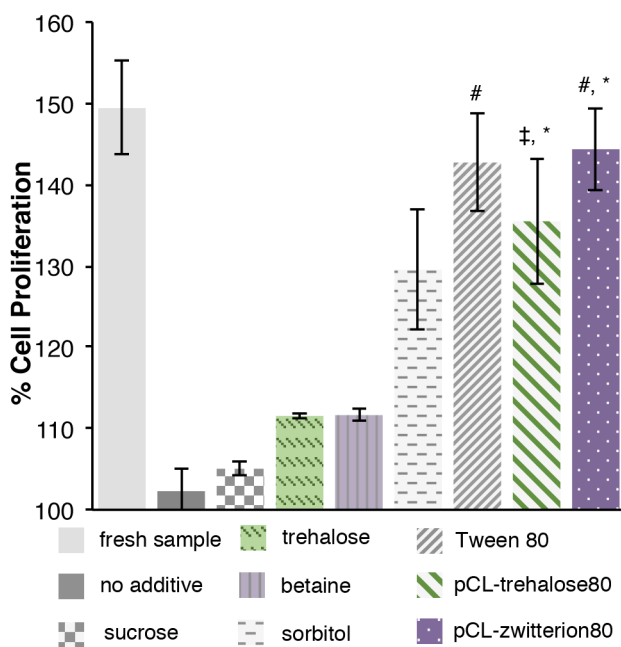 160
150
140
130
120
110
100
% Cell Proliferation
#
‡, *
#, *
fresh sample
trehalose
Tween 80
no additive
betaine
pCL-trehalose80
sucrose
sorbitol
pCL-zwitterion80